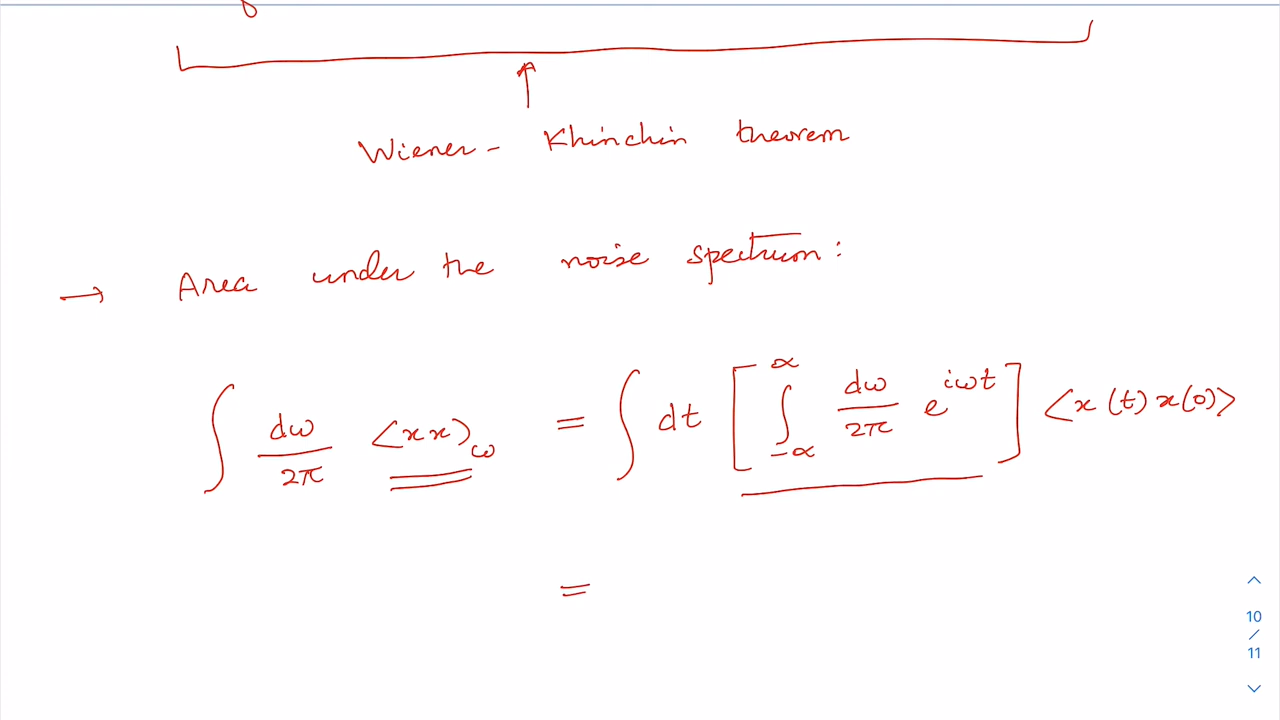 Wiener - Khinchin theorem
→ Area under the noise spectrum:
∫ dω/2π <xx>_ω = ∫ dt [ ∫_{-∝}^{∝} dω/2π e^{iωt} ] <x(t)x(0)>
=
10
/
11